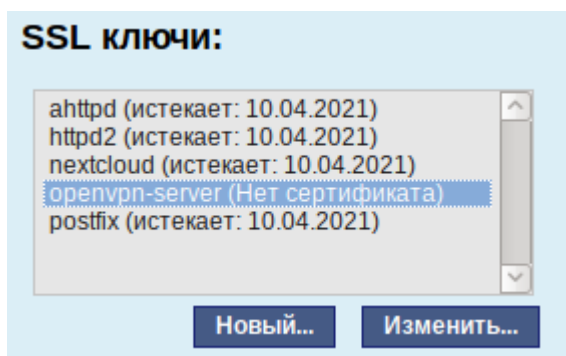 SSL ключи:
ahttpd (истекает: 10.04.2021)
httpd2 (истекает: 10.04.2021)
nextcloud (истекает: 10.04.2021)
openvpn-server (Нет сертификата)
postfix (истекает: 10.04.2021)
Новый... Изменить...